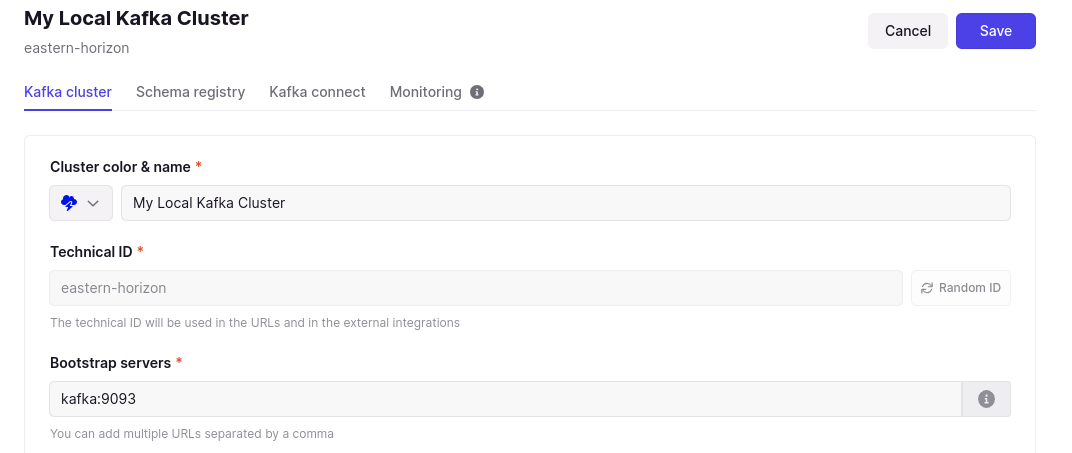 My Local Kafka Cluster
Cancel
Save
eastern-horizon
Kafka cluster Schema registry Kafka connect Monitoring
Cluster color & name *
My Local Kafka Cluster
Technical ID *
eastern-horizon
Random ID
The technical ID will be used in the URLs and in the external integrations
Bootstrap servers *
kafka:9093
You can add multiple URLs separated by a comma